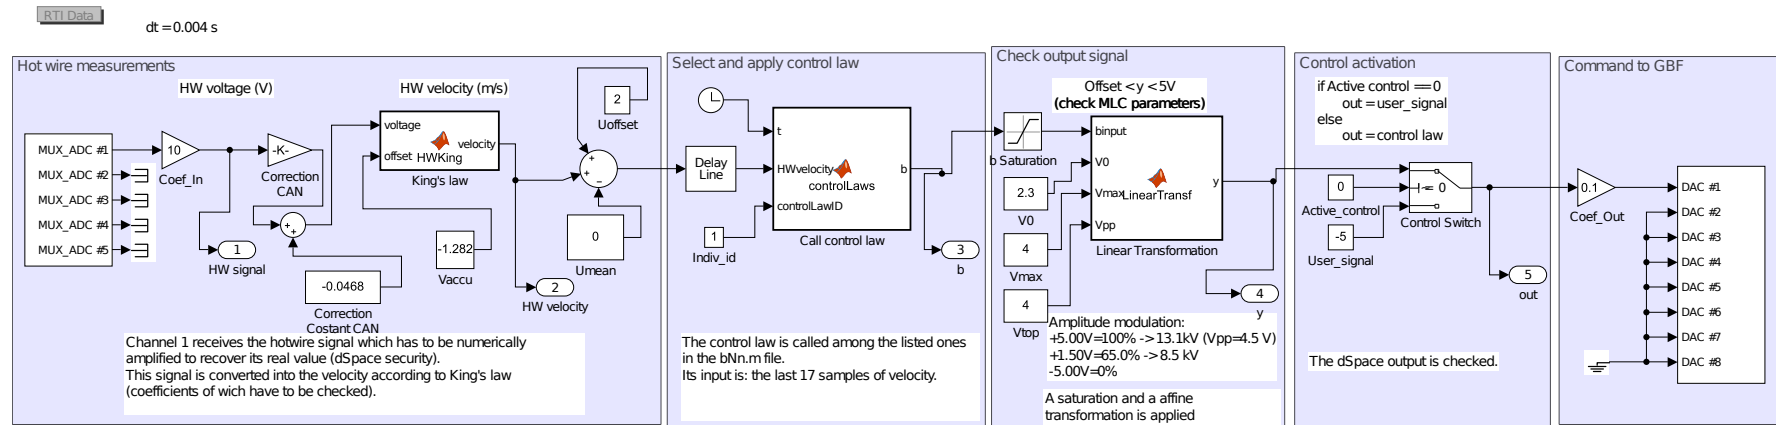 RTI Data
dt = 0.004 s
Hot wire measurements
HW voltage (V)
HW velocity (m/s)
MUX_ADC #1
MUX_ADC #2
MUX_ADC #3
MUX_ADC #4
MUX_ADC #5
10
Coef_In
-K-
Correction
CAN
+
+
1
HW signal
-0.0468
Correction
Costant CAN
voltage
offset
velocity
HWKing
King's law
-1.282
Vaccu
2
HW velocity
2
Uoffset
+
+
−
0
Umean
Channel 1 receives the hotwire signal which has to be numerically
amplified to recover its real value (dSpace security).
This signal is converted into the velocity according to King's law
(coefficients of wich have to be checked).
Select and apply control law
Delay
Line
1
Indiv_id
t
HWvelocity
controlLawID
b
controlLaws
Call control law
3
b
The control law is called among the listed ones
in the bNn.m file.
Its input is: the last 17 samples of velocity.
Check output signal
Offset < y < 5V
(check MLC parameters)
b Saturation
2.3
V0
4
Vmax
4
Vtop
binput
V0
Vmax
Vpp
y
LinearTransf
Linear Transformation
4
y
Amplitude modulation:
+5.00V=100% -> 13.1kV (Vpp=4.5 V)
+1.50V=65.0% -> 8.5 kV
-5.00V=0%
A saturation and a affine
transformation is applied
Control activation
if Active control == 0
out = user_signal
else
out = control law
0
Active_control
-5
User_signal
~= 0
Control Switch
5
out
The dSpace output is checked.
Command to GBF
0.1
Coef_Out
DAC #1
DAC #2
DAC #3
DAC #4
DAC #5
DAC #6
DAC #7
DAC #8